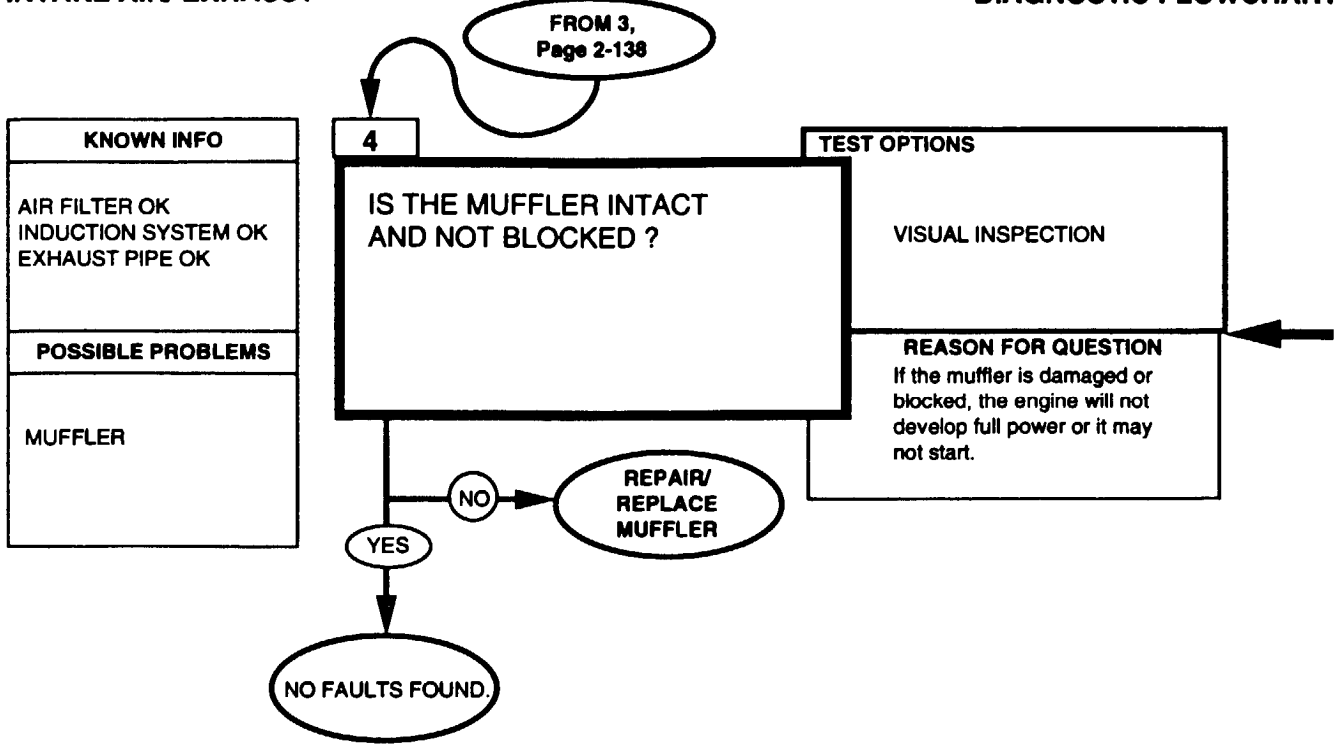 FROM 3,
Page 2-138
KNOWN INFO
AIR FILTER OK
INDUCTION SYSTEM OK
EXHAUST PIPE OK
POSSIBLE PROBLEMS
MUFFLER
4
IS THE MUFFLER INTACT
AND NOT BLOCKED ?
TEST OPTIONS
VISUAL INSPECTION
REASON FOR QUESTION
If the muffler is damaged or
blocked, the engine will not
develop full power or it may
not start.
NO
REPAIR/
REPLACE
MUFFLER
YES
NO FAULTS FOUND.